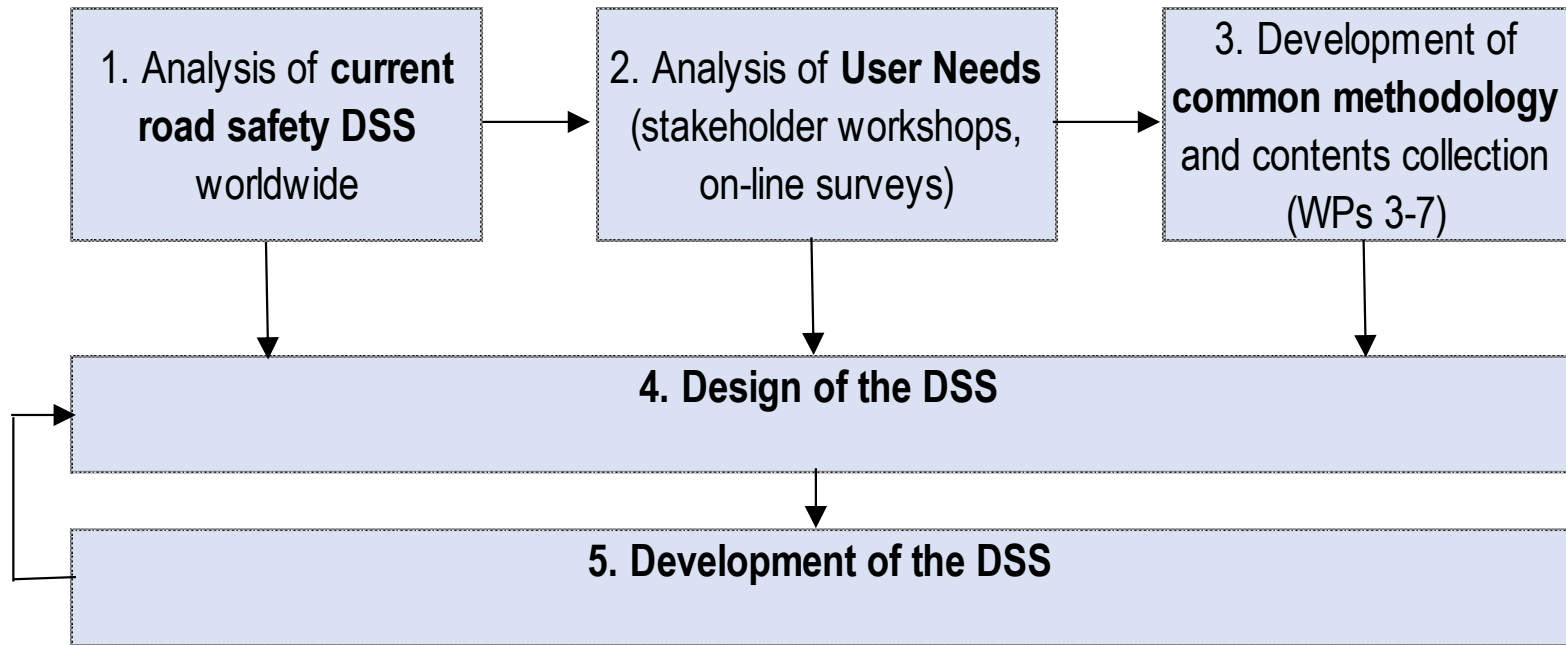 1. Analysis of current
road safety DSS
worldwide
2. Analysis of User Needs
(stakeholder workshops,
on-line surveys)
3. Development of
common methodology
and contents collection
(WPs 3-7)
4. Design of the DSS
5. Development of the DSS